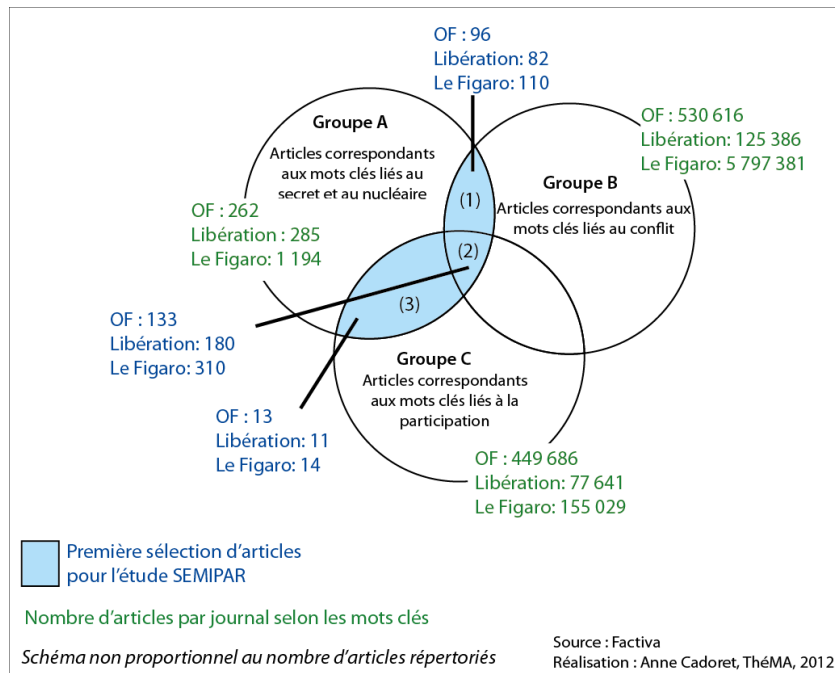 OF : 96
Libération: 82
Le Figaro: 110
Groupe A
Articles correspondants
aux mots clés liés au
secret et au nucléaire
OF : 262
Libération : 285
Le Figaro: 1 194
OF : 530 616
Libération: 125 386
Le Figaro: 5 797 381
Groupe B
Articles correspondants aux
mots clés liés au conflit
(1)
(2)
(3)
OF : 133
Libération: 180
Le Figaro: 310
Groupe C
Articles correspondants
aux mots clés liés à la
participation
OF : 13
Libération: 11
Le Figaro: 14
OF : 449 686
Libération: 77 641
Le Figaro: 155 029
Première sélection d'articles
pour l'étude SEMIPAR
Nombre d'articles par journal selon les mots clés
Schéma non proportionnel au nombre d'articles répertoriés
Source : Factiva
Réalisation : Anne Cadoret, ThéMA, 2012